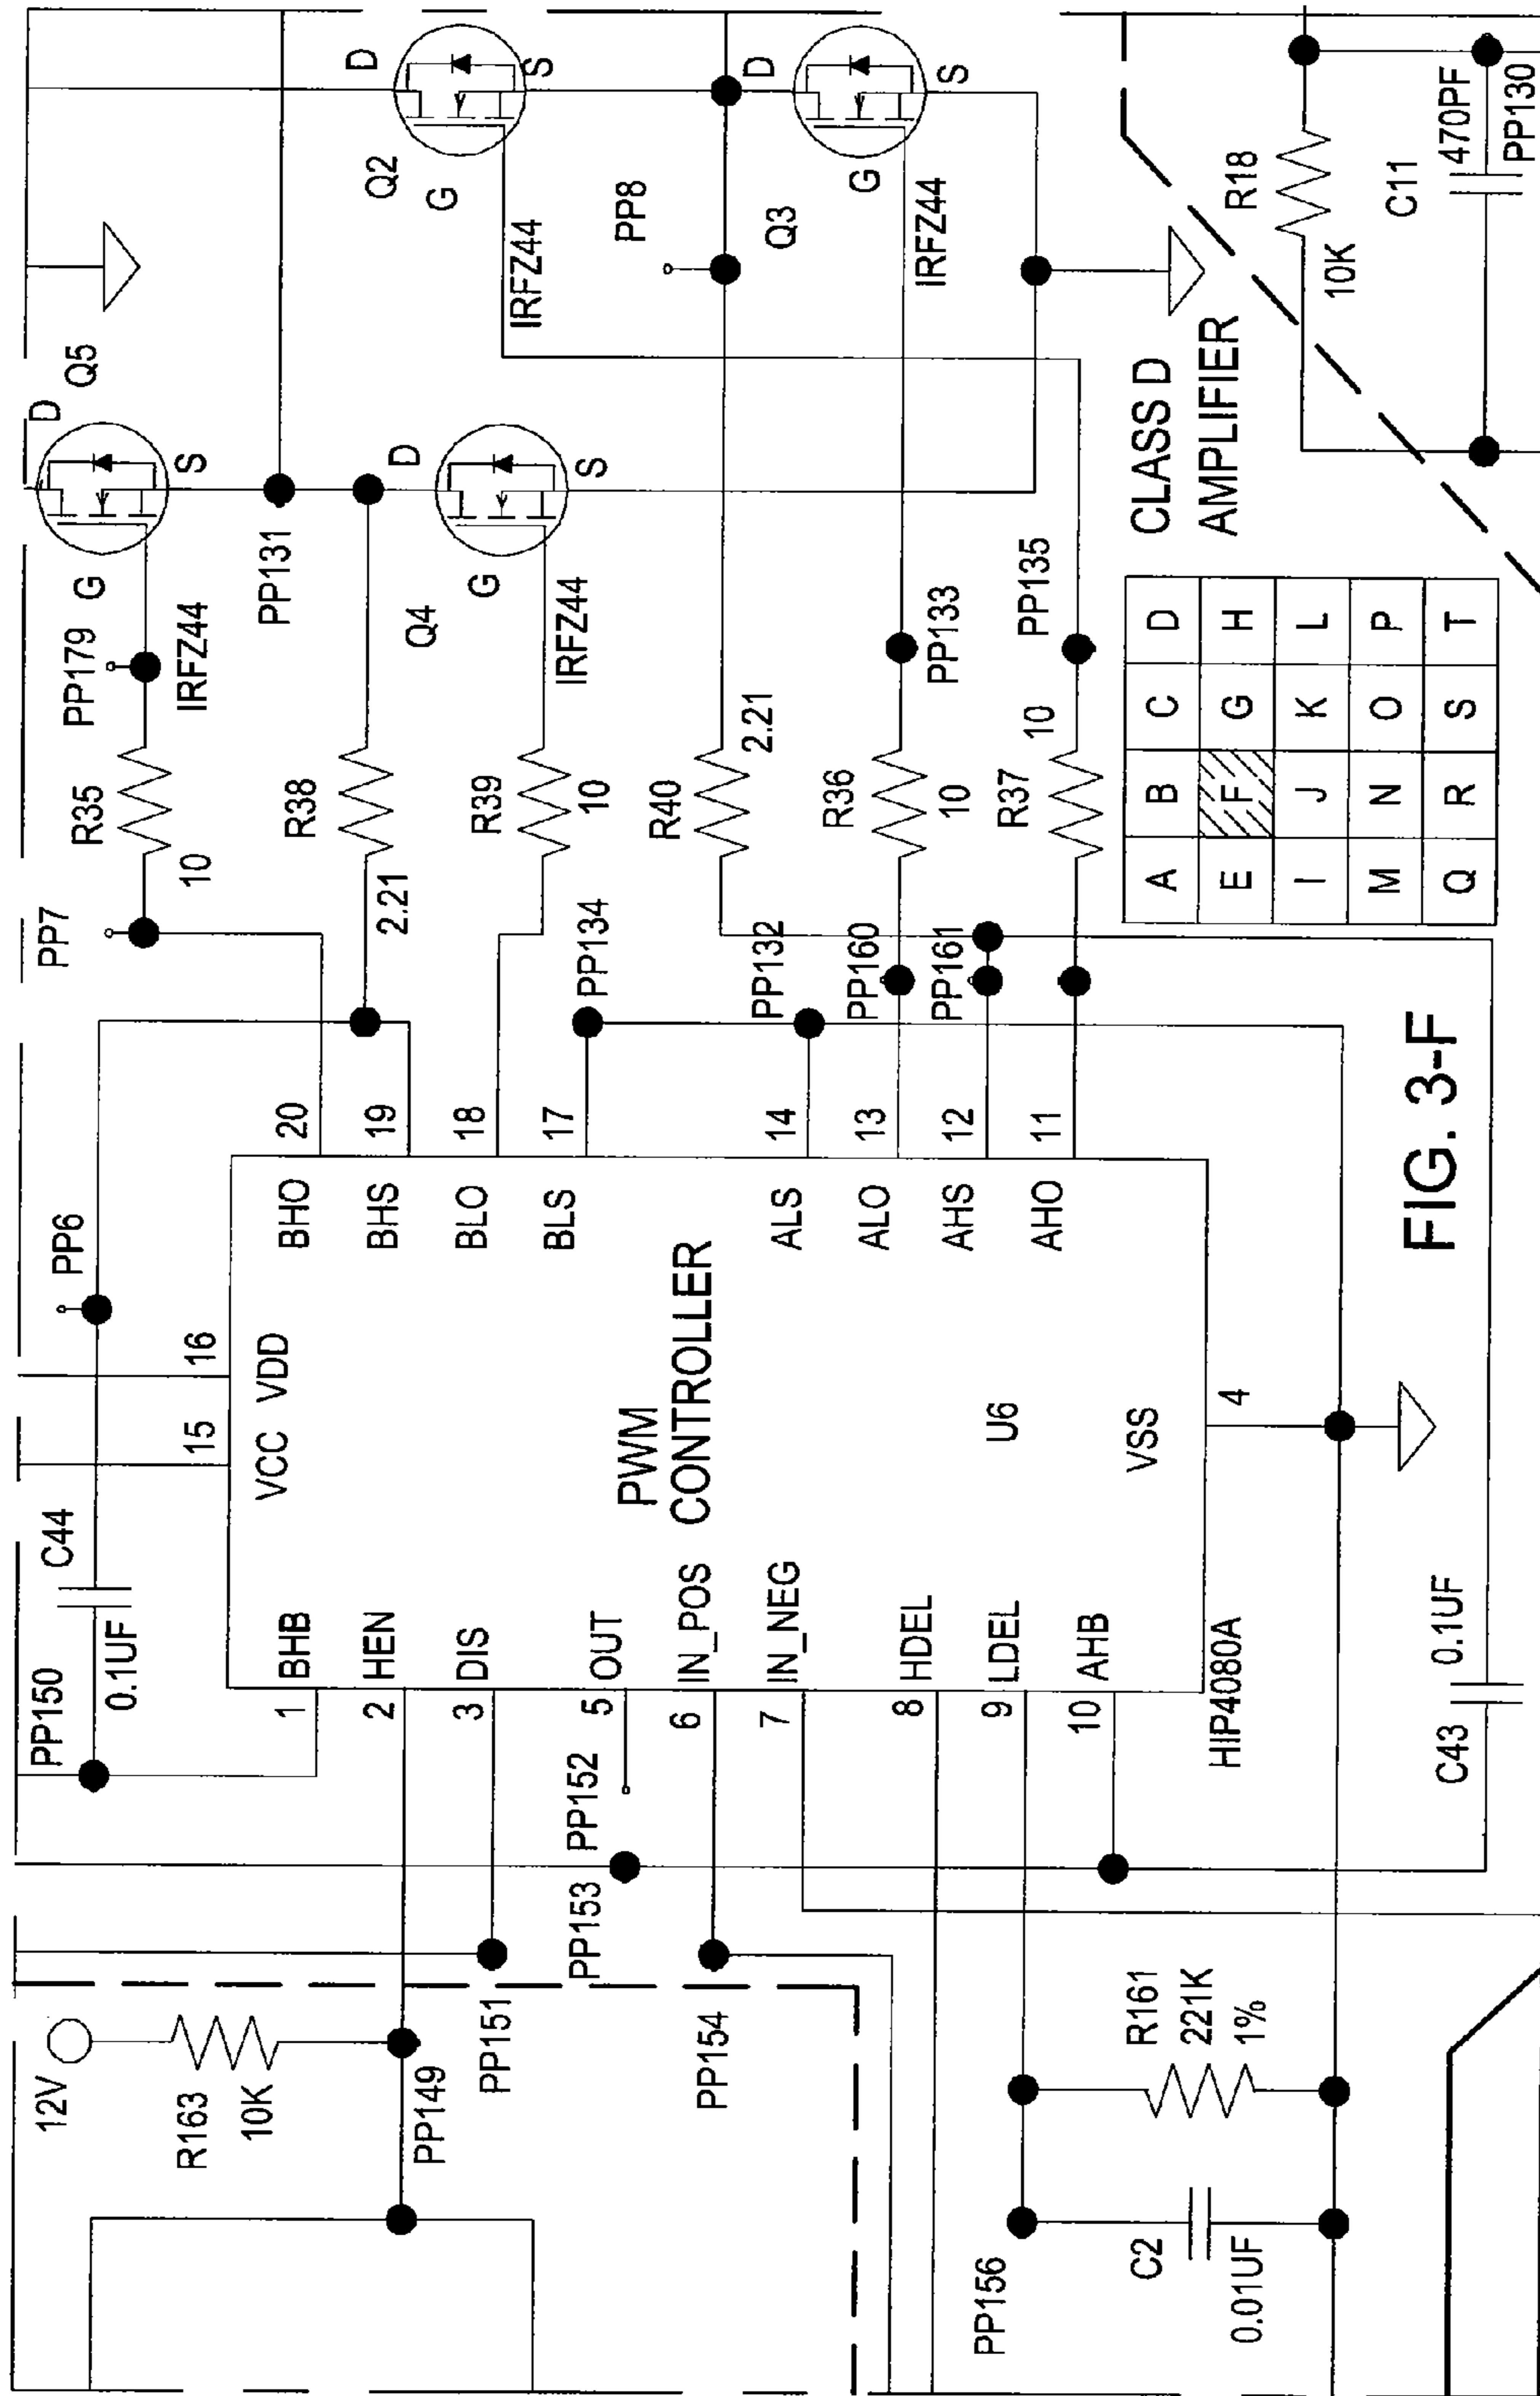 12V
R163
10K
PP149
PP151
PP150
C44
0.1UF
PP6
PP7
R35
10
PP179
G
IRFZ44
D
Q5
S
PP131
R38
2.21
Q4
G
D
S
IRFZ44
R39
10
Q2
D
G
S
IRFZ44
PP8
Q3
D
G
S
IRFZ44
15
16
VCC
VDD
1
BHB
2
HEN
3
DIS
5
OUT
6
IN_POS
7
IN_NEG
8
HDEL
9
LDEL
10
AHB
PWM
CONTROLLER
U6
VSS
4
HIP4080A
BHO
20
BHS
19
BLO
18
BLS
17
ALS
14
ALO
13
AHS
12
AHO
11
PP134
PP132
PP160
PP161
R40
2.21
R36
10
PP133
R37
10
PP135
PP152
PP153
PP154
PP156
C2
0.01UF
R161
221K
1%
C43
0.1UF
CLASS D
AMPLIFIER
R18
10K
C11
470PF
PP130
A B C D
E F G H
I J K L
M N O P
Q R S T
FIG. 3-F